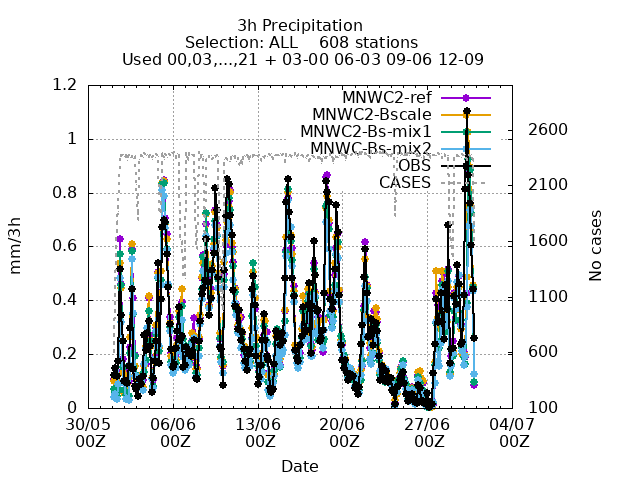 3h Precipitation
Selection: ALL 608 stations
Used 00,03,...,21 + 03-00 06-03 09-06 12-09
MNWC2-ref
MNWC2-Bscale
MNWC2-Bs-mix1
MNWC-Bs-mix2
OBS
CASES
1.2
1
0.8
0.6
0.4
0.2
0
mm/3h
2600
2100
1600
1100
600
100
No cases
30/05 06/06 13/06 20/06 27/06 04/07
00Z 00Z 00Z 00Z 00Z 00Z
Date